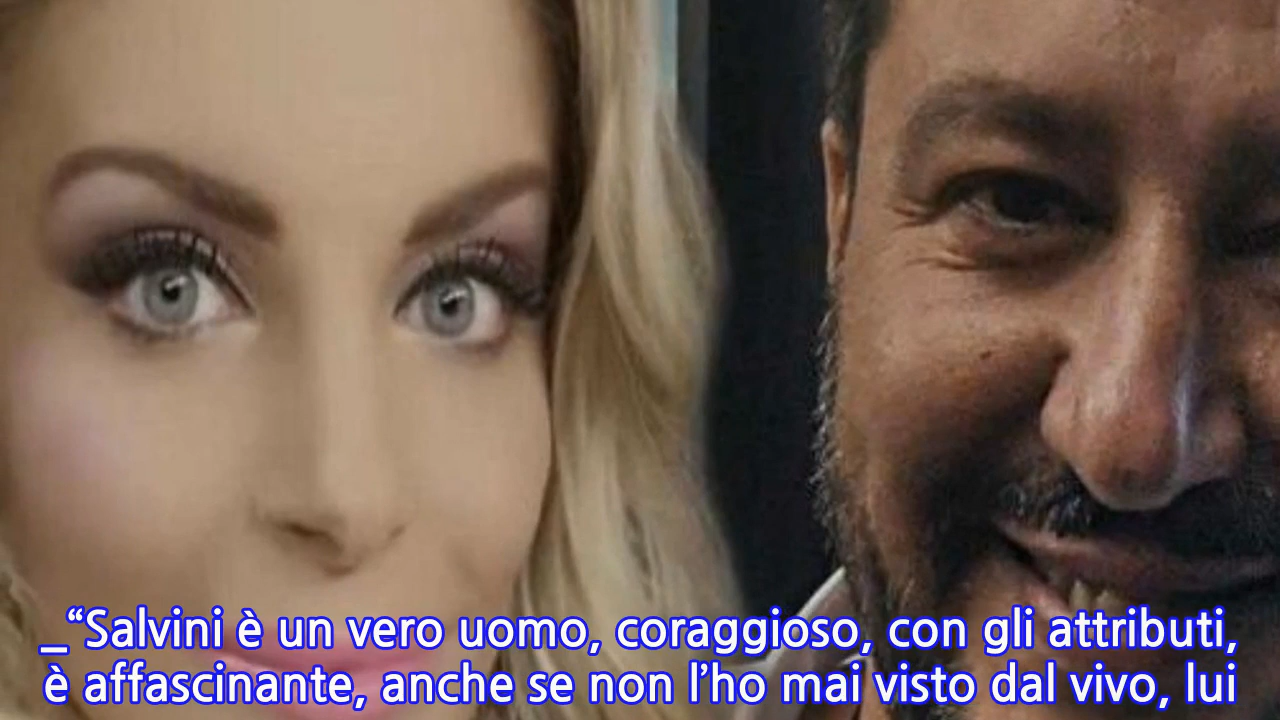 _“Salvini è un vero uomo, coraggioso, con gli attributi,
è affascinante, anche se non l’ho mai visto dal vivo, lui